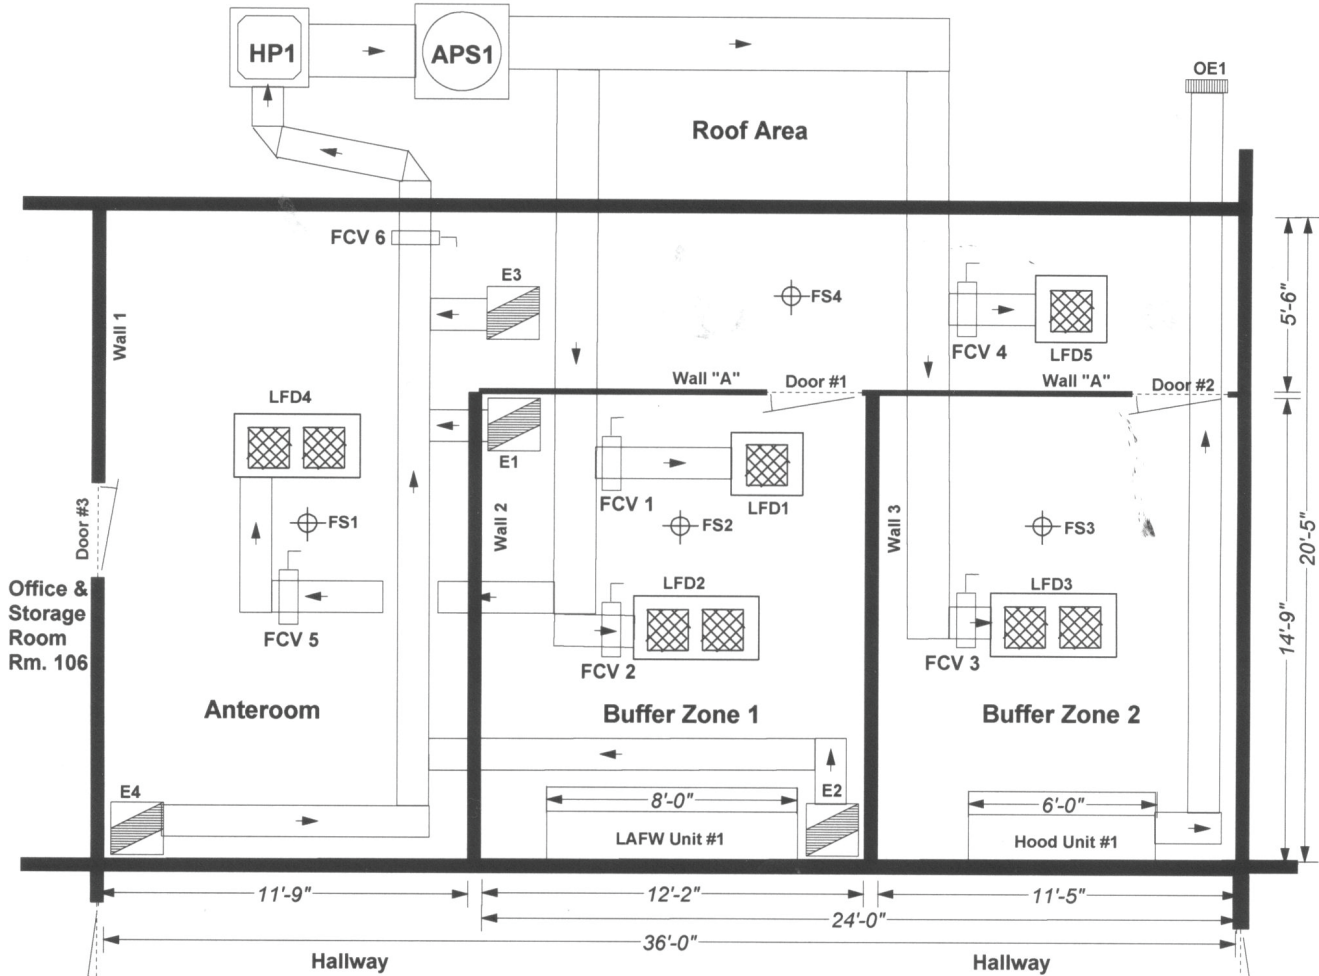 HP1
APS1
OE1
Roof Area
FCV 6
E3
FS4
FCV 4
LFD5
5'-6"
Wall 1
Wall "A"
Door #1
Wall "A"
Door #2
LFD4
E1
FCV 1
LFD1
20'-5"
Door #3
FS1
Wall 2
FS2
Wall 3
FS3
Office &
Storage
Room
Rm. 106
FCV 5
LFD2
FCV 2
LFD3
FCV 3
14'-9"
Anteroom
Buffer Zone 1
Buffer Zone 2
E4
8'-0"
E2
6'-0"
LAFW Unit #1
Hood Unit #1
11'-9"
12'-2"
11'-5"
24'-0"
36'-0"
Hallway
Hallway